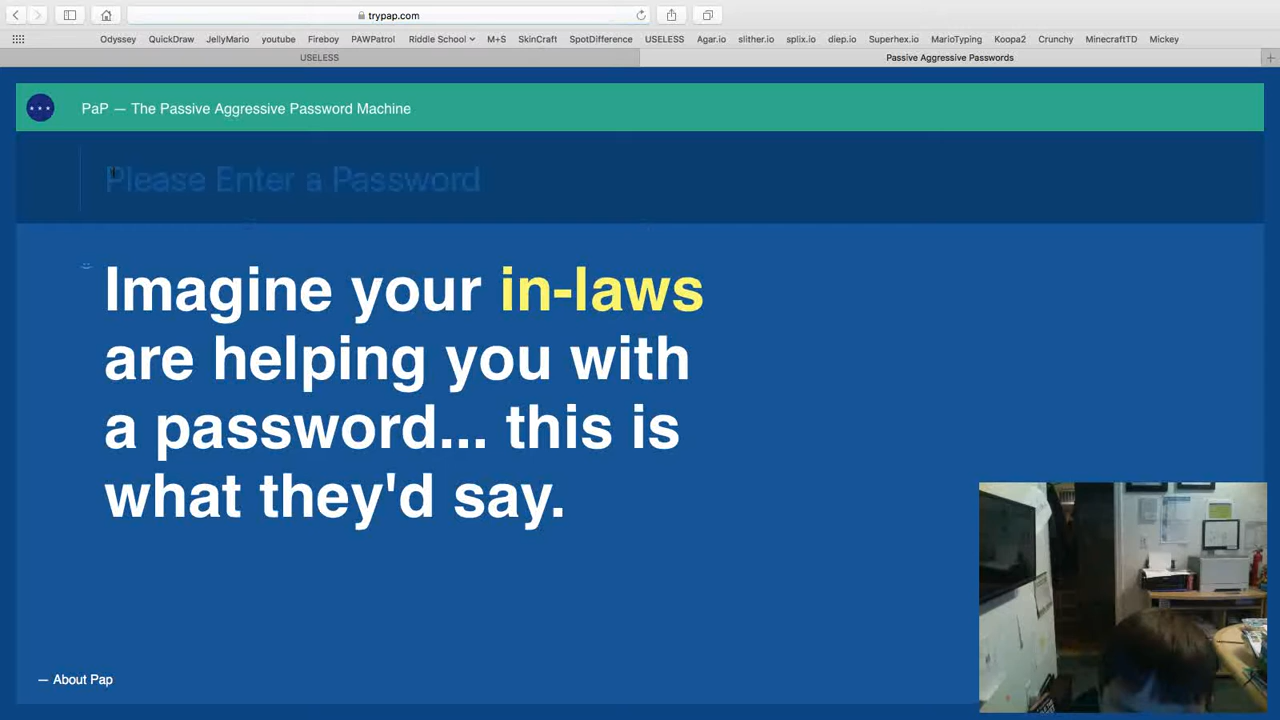 trypap.com
Odyssey QuickDraw JellyMario youtube Fireboy PAWPatrol Riddle School M+S SkinCraft SpotDifference USELESS Agar.io slither.io splix.io diep.io Superhex.io MarioTyping Koopa2 Crunchy MinecraftTD Mickey
USELESS Passive Aggressive Passwords
PaP — The Passive Aggressive Password Machine
Please Enter a Password
Imagine your in-laws
are helping you with
a password... this is
what they'd say.
— About Pap